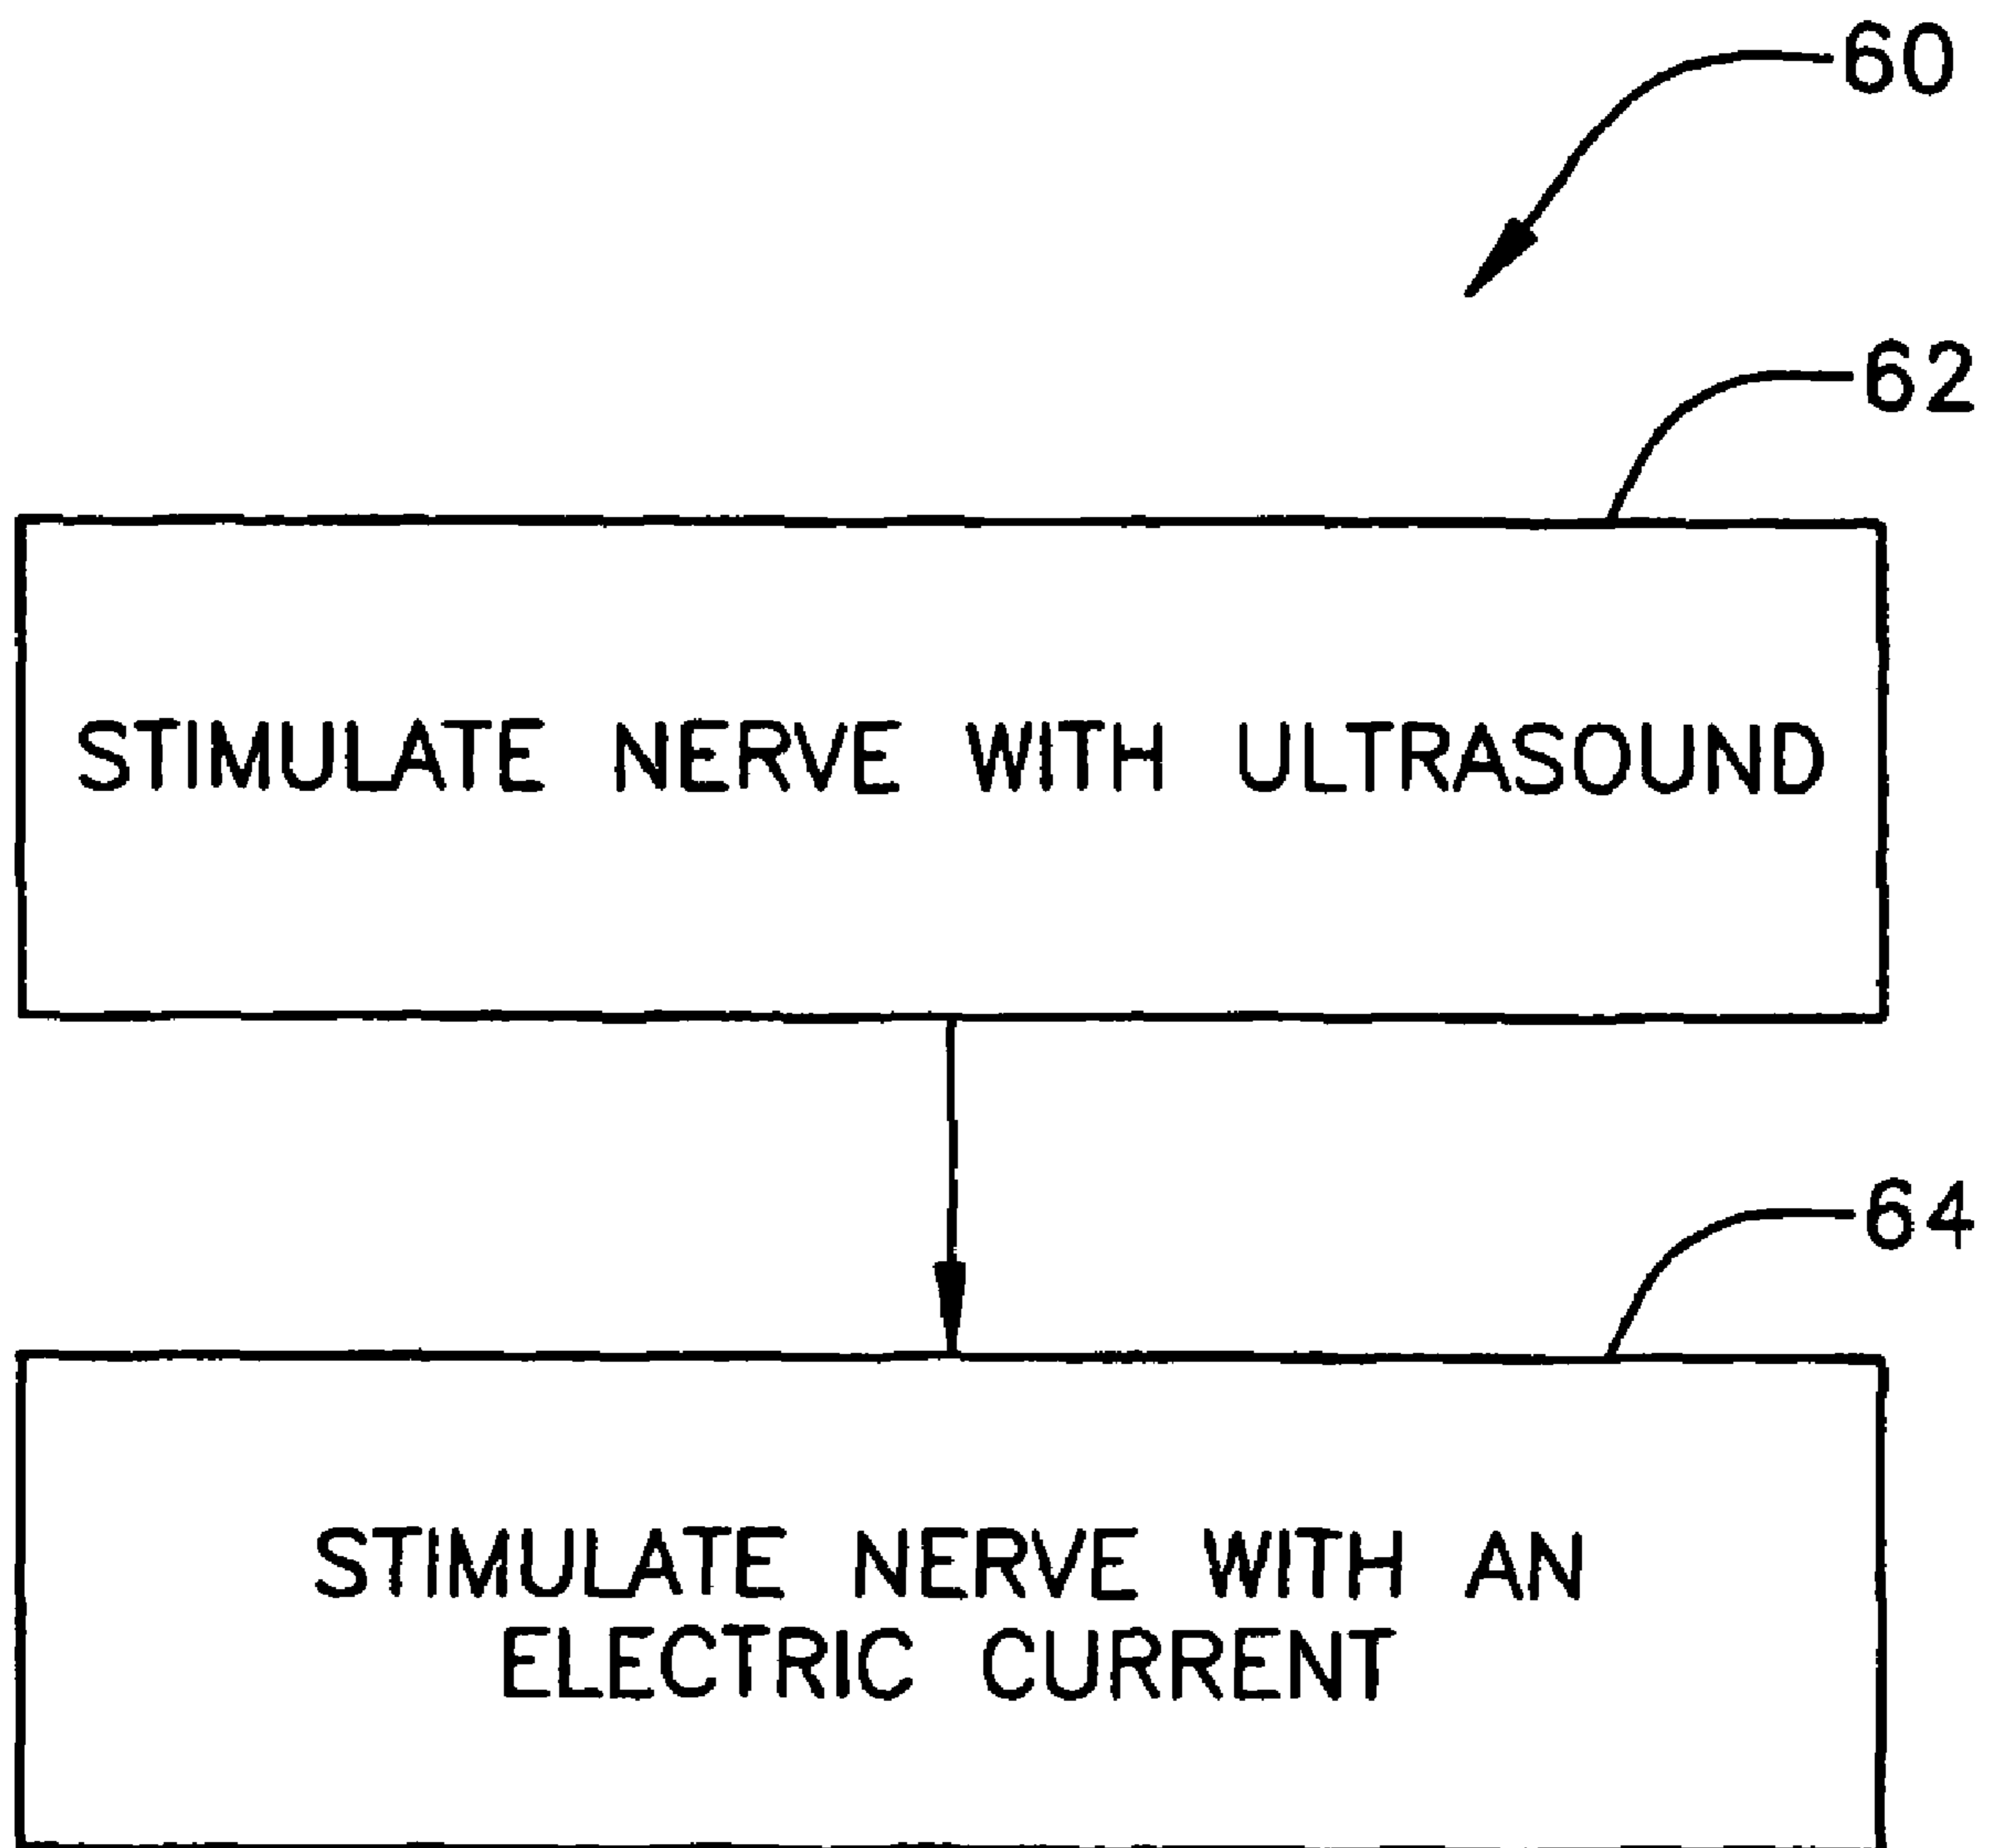 60
62
STIMULATE NERVE WITH ULTRASOUND
64
STIMULATE NERVE WITH AN
ELECTRIC CURRENT